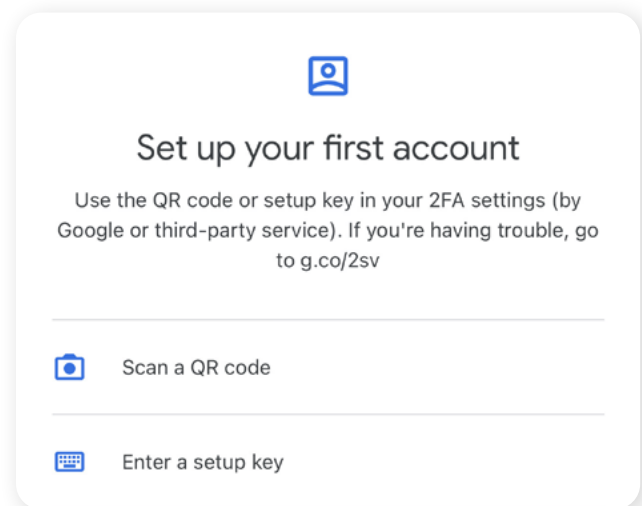 Set up your first account
Use the QR code or setup key in your 2FA settings (by
Google or third-party service). If you're having trouble, go
to g.co/2sv
Scan a QR code
Enter a setup key